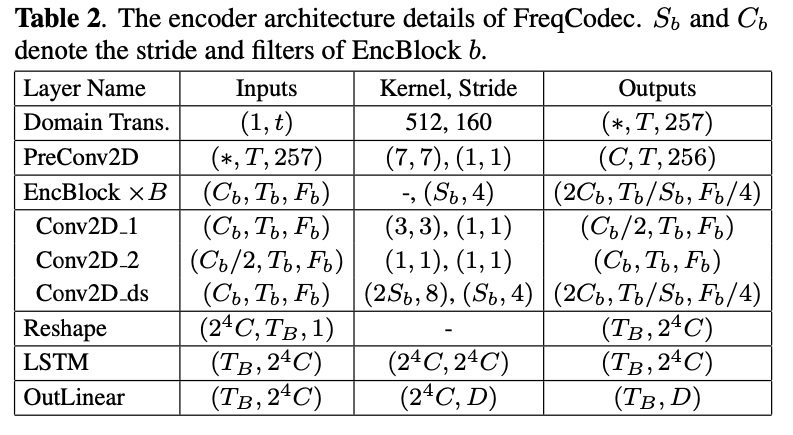 Table 2. The encoder architecture details of FreqCodec. S_b and C_b
denote the stride and filters of EncBlock b.
Layer Name Inputs Kernel, Stride Outputs
Domain Trans. (1, t) 512, 160 (∗, T, 257)
PreConv2D (∗, T, 257) (7, 7), (1, 1) (C, T, 256)
EncBlock ×B (C_b, T_b, F_b) -, (S_b, 4) (2C_b, T_b/S_b, F_b/4)
Conv2D_1 (C_b, T_b, F_b) (3, 3), (1, 1) (C_b/2, T_b, F_b)
Conv2D_2 (C_b/2, T_b, F_b) (1, 1), (1, 1) (C_b, T_b, F_b)
Conv2D_ds (C_b, T_b, F_b) (2S_b, 8), (S_b, 4) (2C_b, T_b/S_b, F_b/4)
Reshape (2^4C, T_B, 1) - (T_B, 2^4C)
LSTM (T_B, 2^4C) (2^4C, 2^4C) (T_B, 2^4C)
OutLinear (T_B, 2^4C) (2^4C, D) (T_B, D)